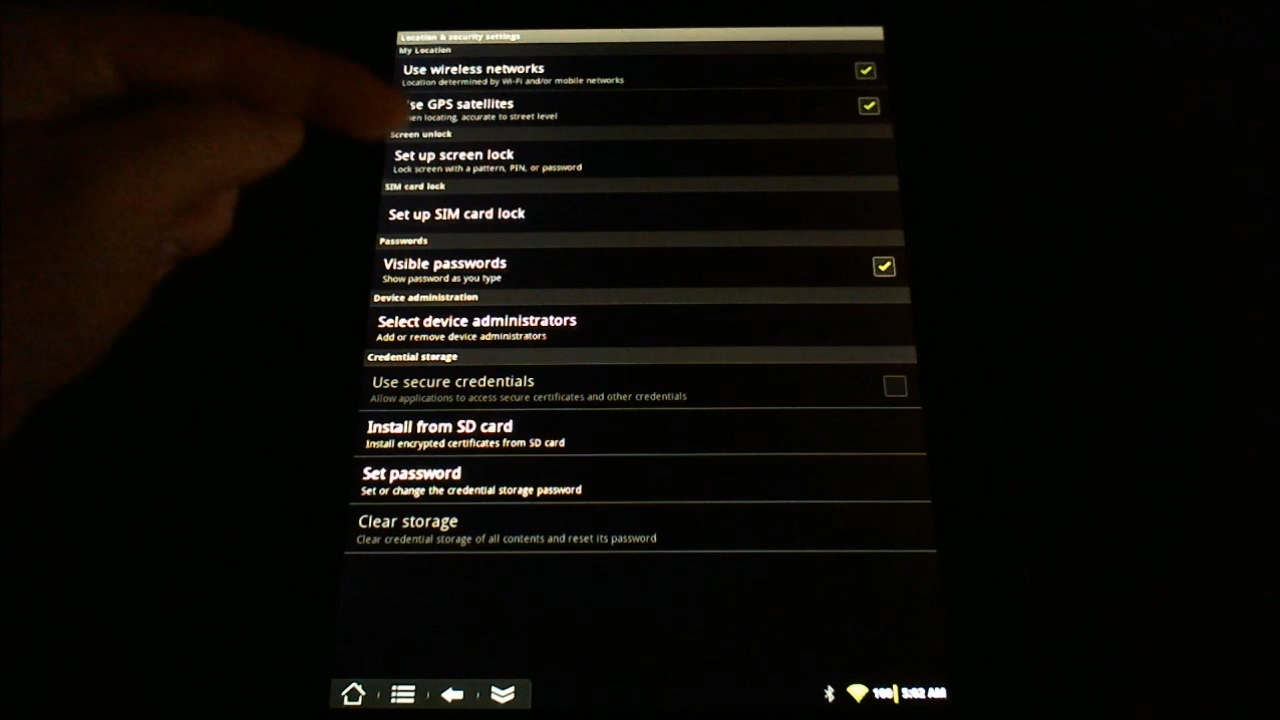 Location & security settings
My Location
Use wireless networks
Location determined by Wi-Fi and/or mobile networks
se GPS satellites
en locating, accurate to street level
Screen unlock
Set up screen lock
Lock screen with a pattern, PIN, or password
SIM card lock
Set up SIM card lock
Passwords
Visible passwords
Show password as you type
Device administration
Select device administrators
Add or remove device administrators
Credential storage
Use secure credentials
Allow applications to access secure certificates and other credentials
Install from SD card
Install encrypted certificates from SD card
Set password
Set or change the credential storage password
Clear storage
Clear credential storage of all contents and reset its password
100 5:02 AM